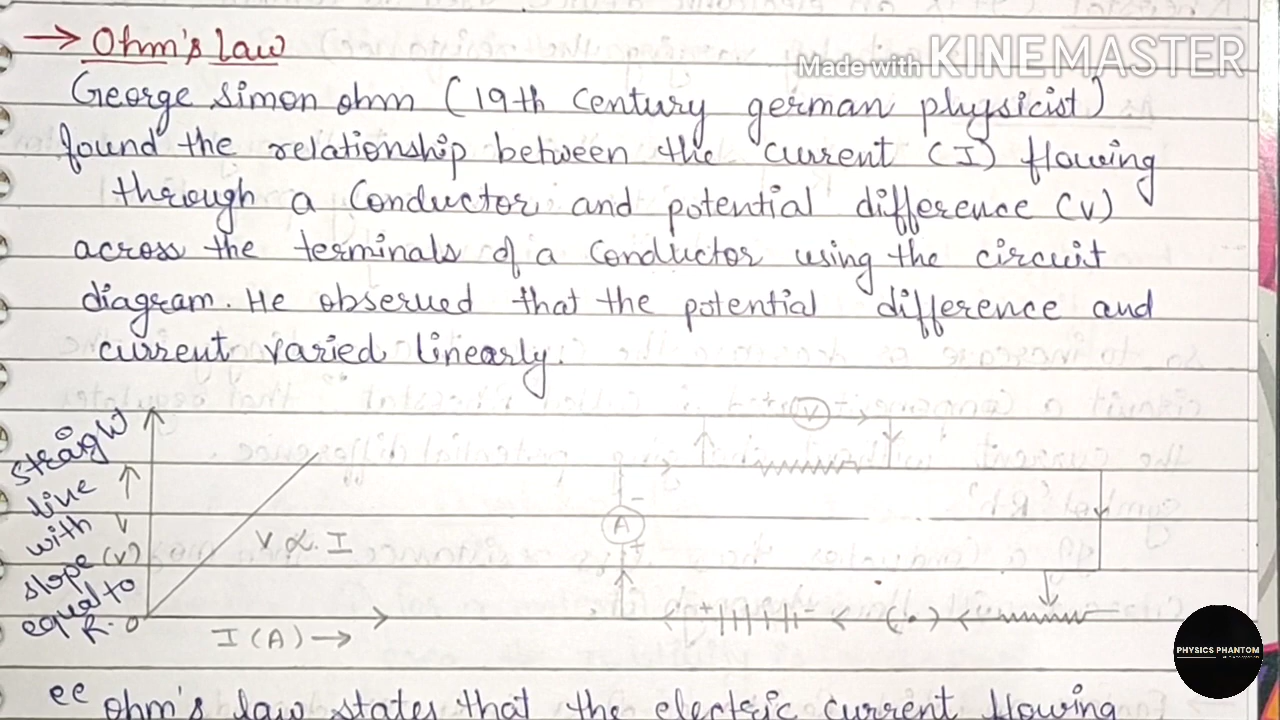 Made with KINEMASTER
→ Ohm's law
George simon ohm (19th century german physicist)
found the relationship between the current (I) flowing
through a conductor and potential difference (V)
across the terminals of a conductor using the circuit
diagram. He observed that the potential difference and
current varied linearly.
straight
line
with
slope
equal to
R.
(V)
V ∝ I
O
I (A) →
V
A
-
+
+ -
(•)
PHYSICS PHANTOM
ee ohm's law states that the electric current flowing